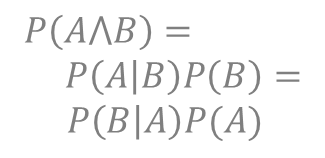 P(A∧B) =
P(A|B)P(B) =
P(B|A)P(A)